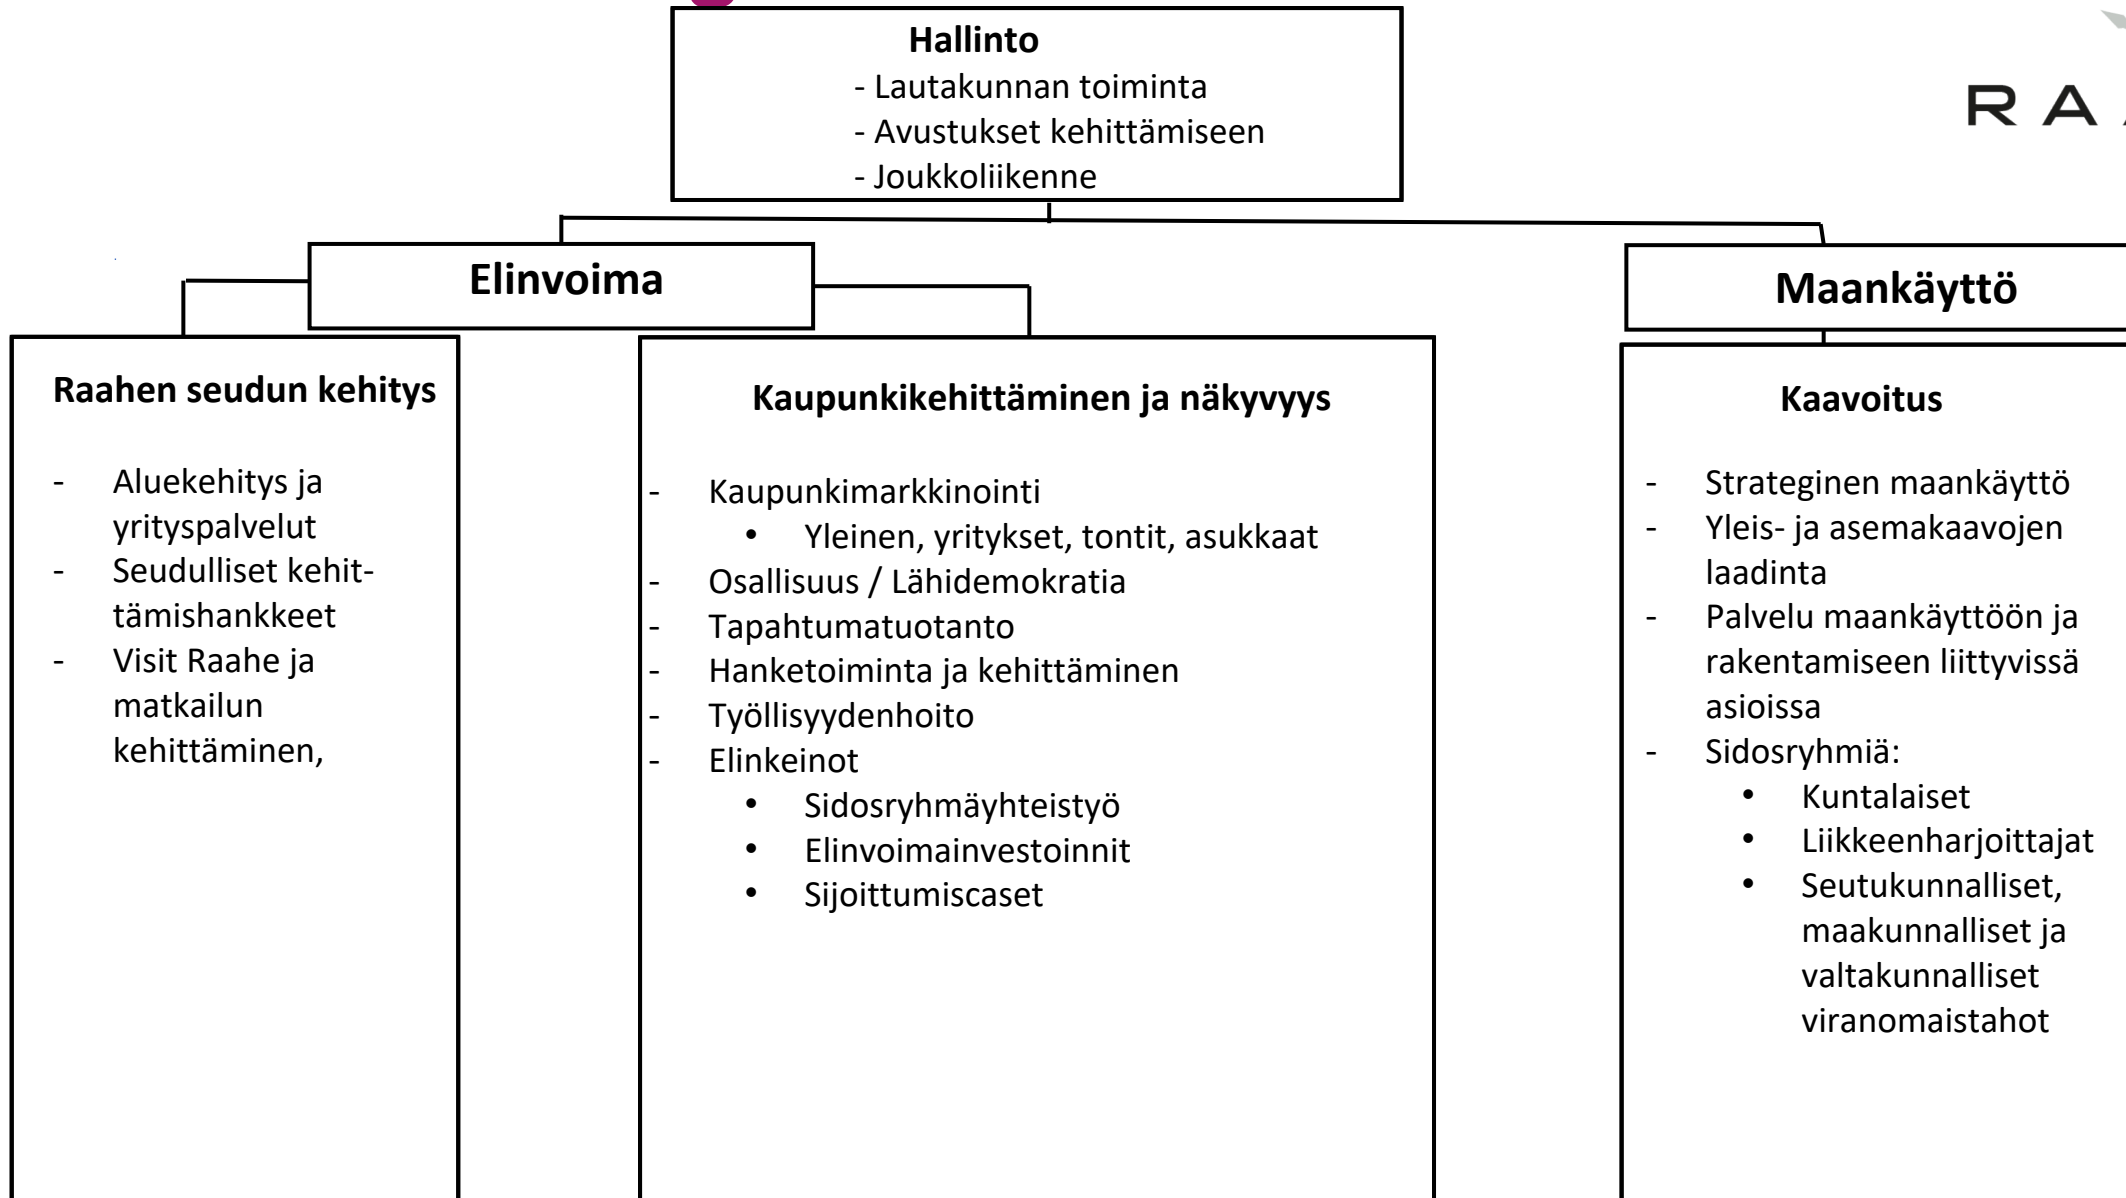 Hallinto
- Lautakunnan toiminta
- Avustukset kehittämiseen
- Joukkoliikenne
Elinvoima
Maankäyttö
Raahen seudun kehitys
- Aluekehitys ja
yrityspalvelut
- Seudulliset kehit-
tämishankkeet
- Visit Raahe ja
matkailun
kehittäminen,
Kaupunkikehittäminen ja näkyvyys
- Kaupunkimarkkinointi
• Yleinen, yritykset, tontit, asukkaat
- Osallisuus / Lähidemokratia
- Tapahtumatuotanto
- Hanketoiminta ja kehittäminen
- Työllisyydenhoito
- Elinkeinot
• Sidosryhmäyhteistyö
• Elinvoimainvestoinnit
• Sijoittumiscaset
Kaavoitus
- Strateginen maankäyttö
- Yleis- ja asemakaavojen
laadinta
- Palvelu maankäyttöön ja
rakentamiseen liittyvissä
asioissa
- Sidosryhmiä:
• Kuntalaiset
• Liikkeenharjoittajat
• Seutukunnalliset,
maakunnalliset ja
valtakunnalliset
viranomaistahot